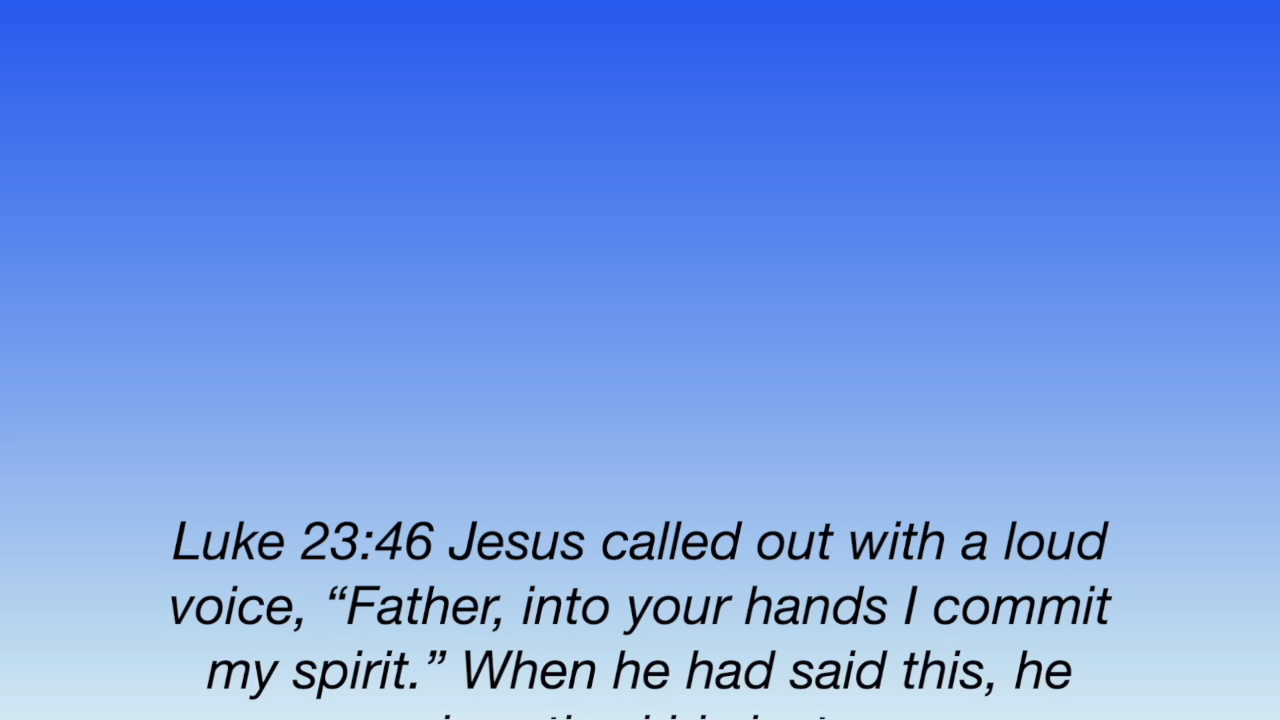 Luke 23:46 Jesus called out with a loud
voice, “Father, into your hands I commit
my spirit.” When he had said this, he